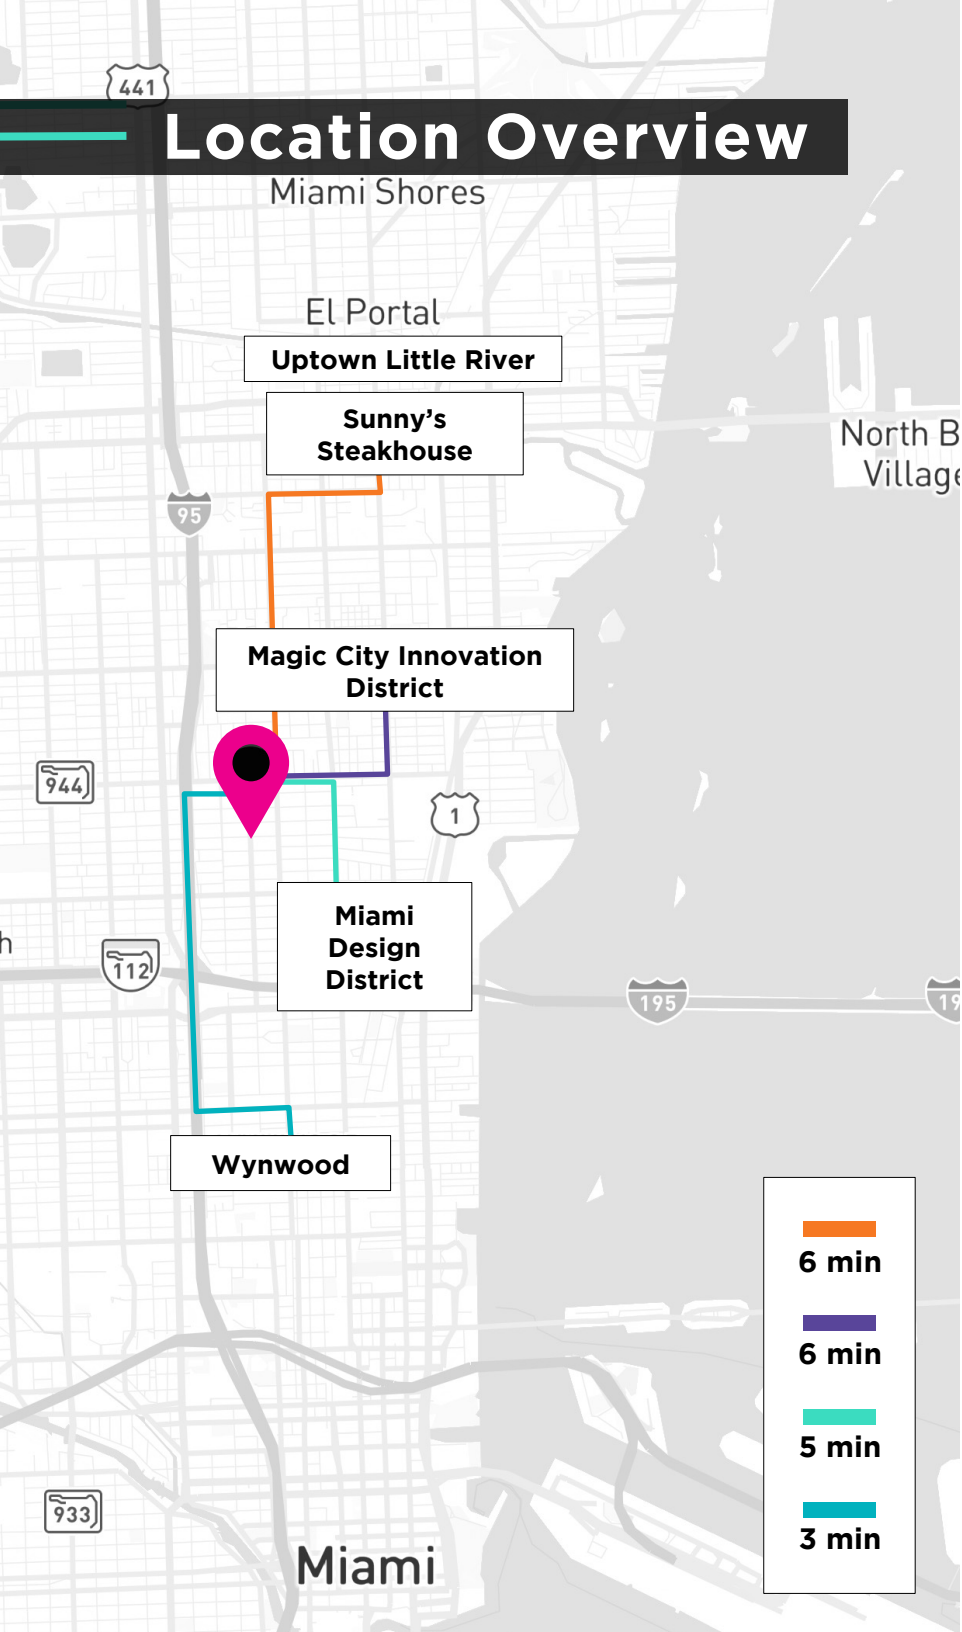 441
Location Overview
Miami Shores
El Portal
Uptown Little River
Sunny’s
Steakhouse
North B
Village
95
Magic City Innovation
District
944
1
Miami
Design
District
h
112
195
19
Wynwood
6 min
6 min
5 min
3 min
933
Miami